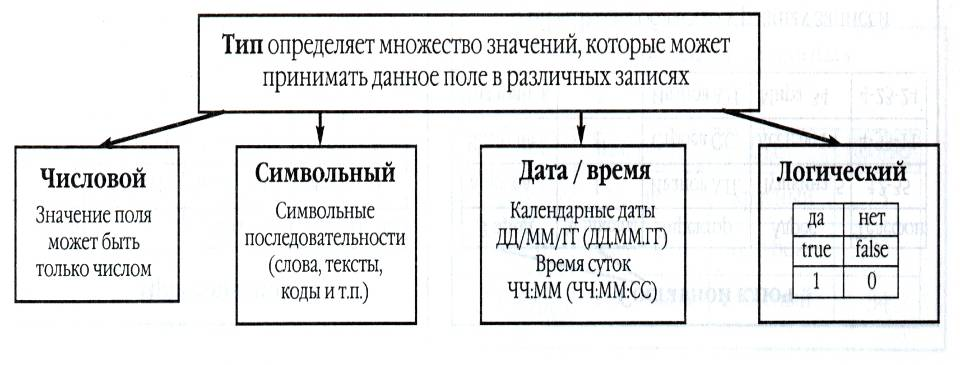 Тип определяет множество значений, которые может
принимать данное поле в различных записях
Числовой
Значение поля
может быть
только числом
Символьный
Символьные
последовательности
(слова, тексты,
коды и т.п.)
Дата / время
Календарные даты
ДД/ММ/ГГ (ДД.ММ.ГГ)
Время суток
ЧЧ:ММ (ЧЧ:ММ:СС)
Логический
да нет
true false
1 0